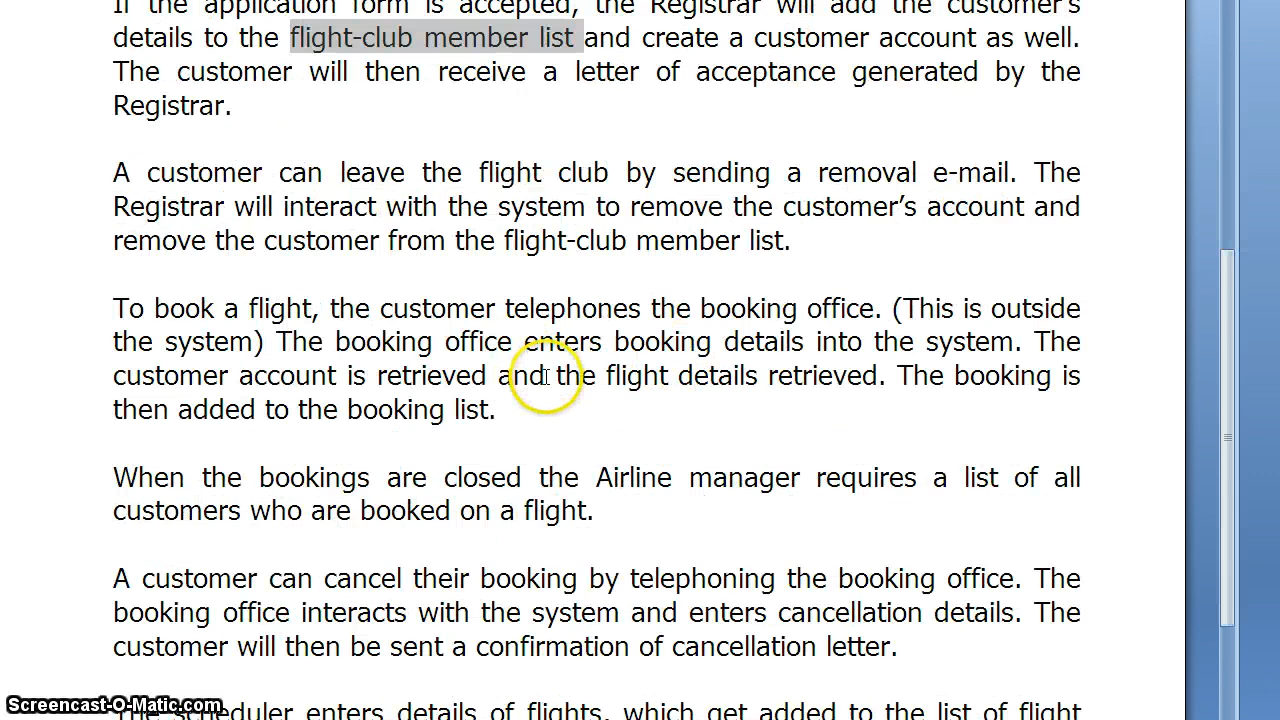 If the application form is accepted, the Registrar will add the customer's
details to the flight-club member list and create a customer account as well.
The customer will then receive a letter of acceptance generated by the
Registrar.
A customer can leave the flight club by sending a removal e-mail. The
Registrar will interact with the system to remove the customer’s account and
remove the customer from the flight-club member list.
To book a flight, the customer telephones the booking office. (This is outside
the system) The booking office enters booking details into the system. The
customer account is retrieved and the flight details retrieved. The booking is
then added to the booking list.
When the bookings are closed the Airline manager requires a list of all
customers who are booked on a flight.
A customer can cancel their booking by telephoning the booking office. The
booking office interacts with the system and enters cancellation details. The
customer will then be sent a confirmation of cancellation letter.
The scheduler enters details of flights, which get added to the list of flight
Screencast-O-Matic.com